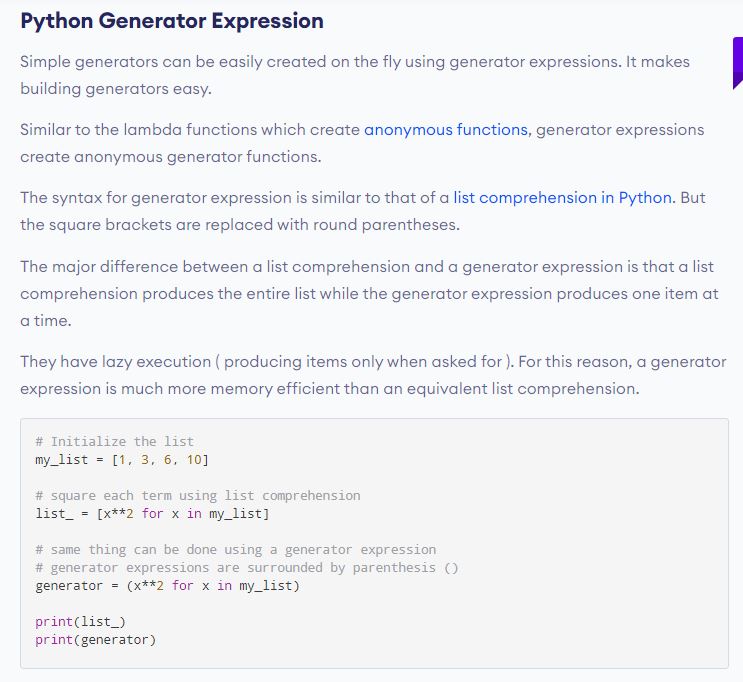 Python Generator Expression
Simple generators can be easily created on the fly using generator expressions. It makes
building generators easy.
Similar to the lambda functions which create anonymous functions, generator expressions
create anonymous generator functions.
The syntax for generator expression is similar to that of a list comprehension in Python. But
the square brackets are replaced with round parentheses.
The major difference between a list comprehension and a generator expression is that a list
comprehension produces the entire list while the generator expression produces one item at
a time.
They have lazy execution ( producing items only when asked for ). For this reason, a generator
expression is much more memory efficient than an equivalent list comprehension.
# Initialize the list
my_list = [1, 3, 6, 10]
# square each term using list comprehension
list_ = [x**2 for x in my_list]
# same thing can be done using a generator expression
# generator expressions are surrounded by parenthesis ()
generator = (x**2 for x in my_list)
print(list_)
print(generator)